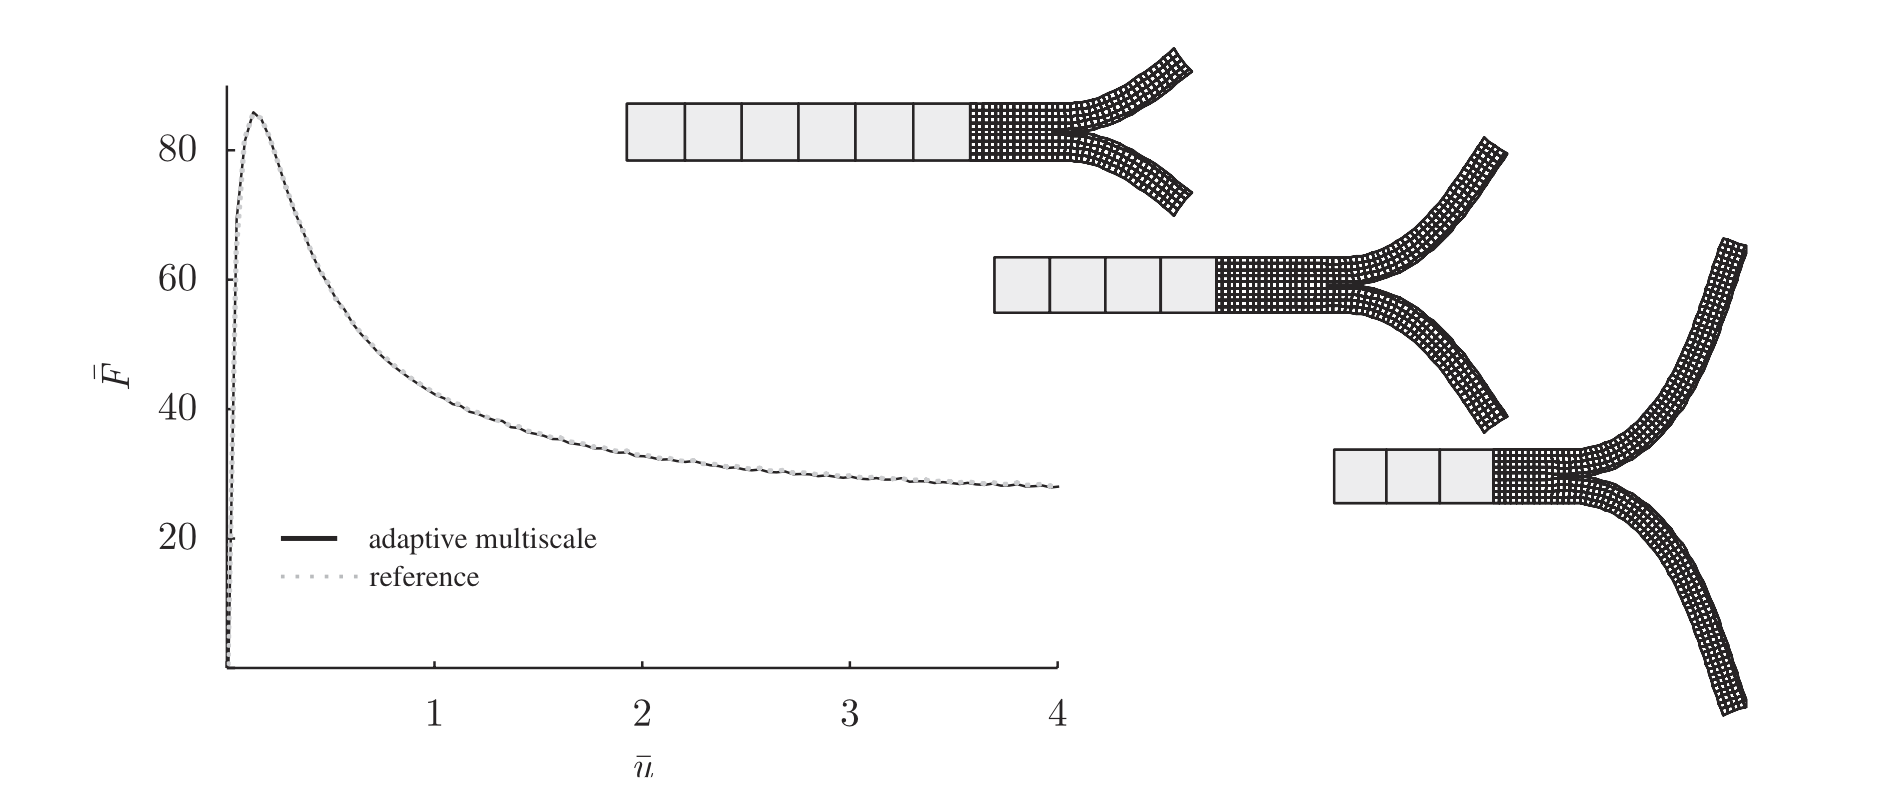 80
60
F̄
40
20
adaptive multiscale
reference
1 2 3 4
ū